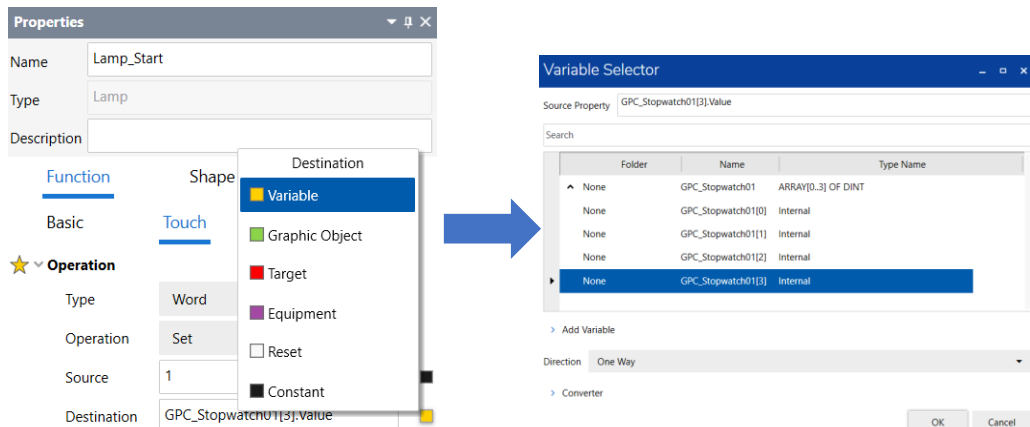 Properties
Name Lamp_Start
Type Lamp
Description
Function Shape
Basic Touch
Operation
Type Word
Operation Set
Source 1
Destination GPC_Stopwatch01[3].Value
Destination
Variable
Graphic Object
Target
Equipment
Reset
Constant
Variable Selector
Source Property GPC_Stopwatch01[3].Value
Search
Folder Name Type Name
None GPC_Stopwatch01 ARRAY[0..3] OF DINT
None GPC_Stopwatch01[0] Internal
None GPC_Stopwatch01[1] Internal
None GPC_Stopwatch01[2] Internal
None GPC_Stopwatch01[3] Internal
Add Variable
Direction One Way
Converter
OK Cancel